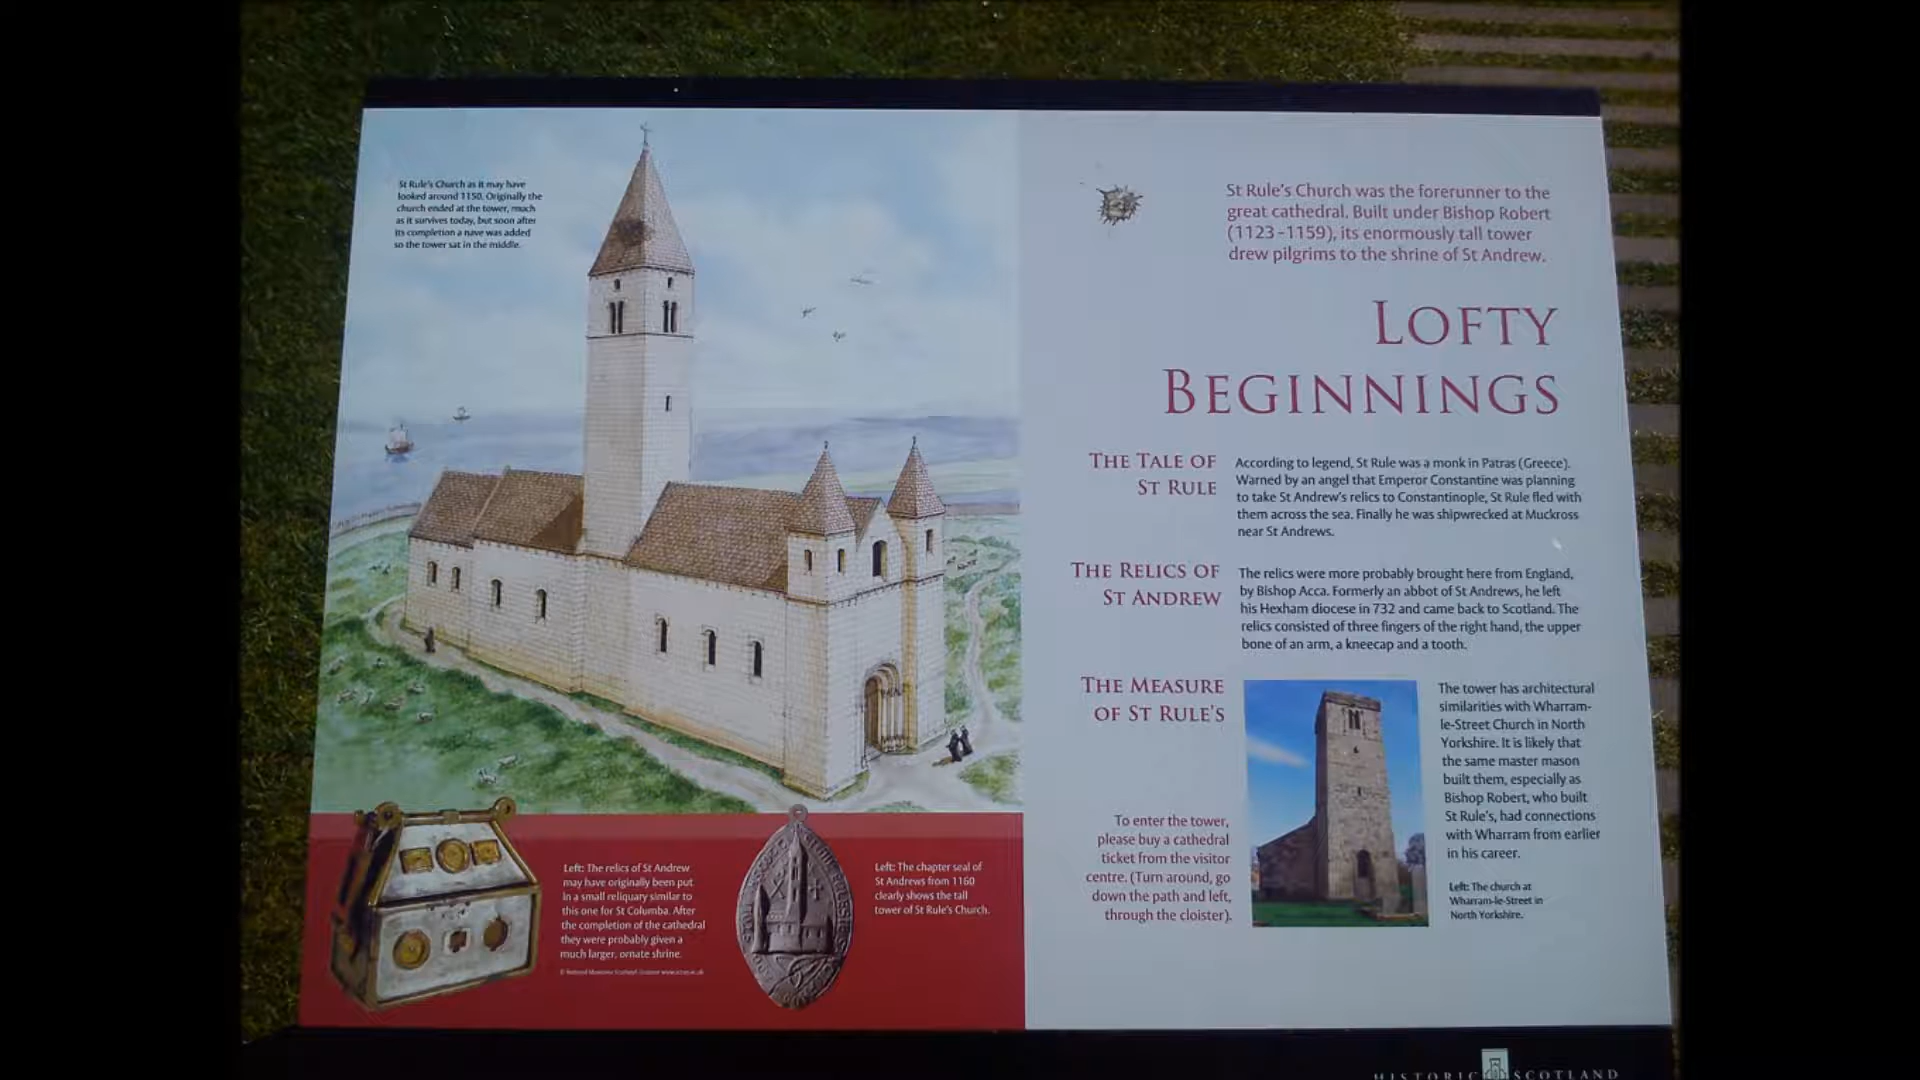 St Rule's Church as it may have
looked around 1150. Originally the
church ended at the tower, much
as it survives today, but soon after
its completion a nave was added
so the tower sat in the middle.
St Rule's Church was the forerunner to the
great cathedral. Built under Bishop Robert
(1123-1159), its enormously tall tower
drew pilgrims to the shrine of St Andrew.
LOFTY
BEGINNINGS
THE TALE OF
ST RULE
According to legend, St Rule was a monk in Patras (Greece).
Warned by an angel that Emperor Constantine was planning
to take St Andrew's relics to Constantinople, St Rule fled with
them across the sea. Finally he was shipwrecked at Muckross
near St Andrews.
THE RELICS OF
ST ANDREW
The relics were more probably brought here from England,
by Bishop Acca. Formerly an abbot of St Andrews, he left
his Hexham diocese in 732 and came back to Scotland. The
relics consisted of three fingers of the right hand, the upper
bone of an arm, a kneecap and a tooth.
THE MEASURE
OF ST RULE'S
The tower has architectural
similarities with Wharram-
le-Street Church in North
Yorkshire. It is likely that
the same master mason
built them, especially as
Bishop Robert, who built
St Rule's, had connections
with Wharram from earlier
in his career.
Left: The church at
Wharram-le-Street in
North Yorkshire.
To enter the tower,
please buy a cathedral
ticket from the visitor
centre. (Turn around, go
down the path and left,
through the cloister).
Left: The relics of St Andrew
may have originally been put
in a small reliquary similar to
this one for St Columba. After
the completion of the cathedral
they were probably given a
much larger, ornate shrine.
Left: The chapter seal of
St Andrews from 1160
clearly shows the tall
tower of St Rule's Church.
HISTORIC SCOTLAND